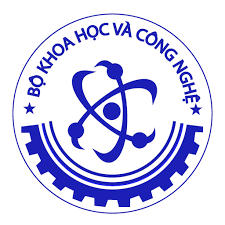 BỘ KHOA HỌC VÀ CÔNG NGHỆ